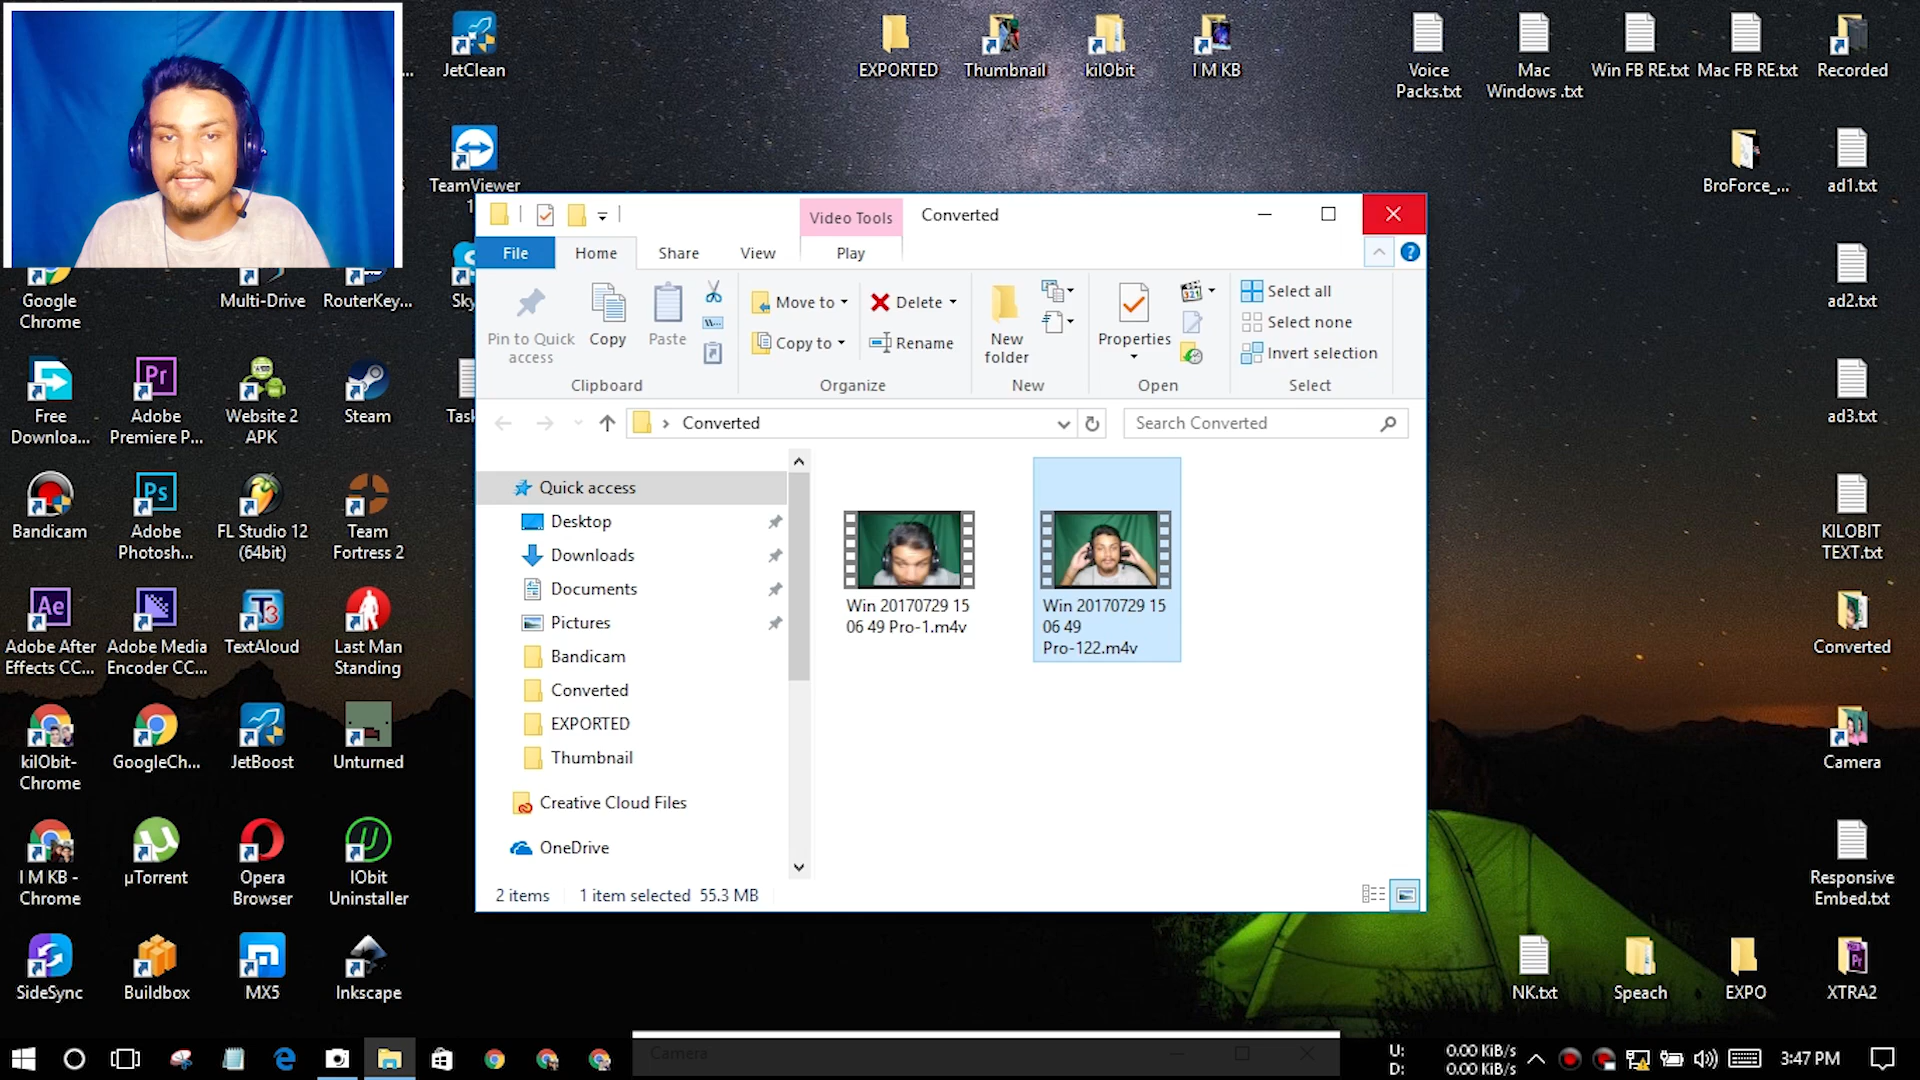 JetClean
EXPORTED
Thumbnail
kilObit
I M KB
Voice
Packs.txt
Mac
Windows .txt
Win FB RE.txt
Mac FB RE.txt
Recorded
TeamViewer
BroForce_...
ad1.txt
Video Tools
Converted
File
Home
Share
View
Play
Google
Chrome
Multi-Drive
RouterKey...
Sky
Pin to Quick
access
Copy
Paste
Clipboard
Move to
Copy to
Delete
Rename
Organize
New
folder
New
Properties
Open
Select all
Select none
Invert selection
Select
ad2.txt
Free
Downloa...
Adobe
Premiere P...
Website 2
APK
Steam
Task
Converted
Search Converted
ad3.txt
Quick access
Desktop
Downloads
Documents
Pictures
Bandicam
Converted
EXPORTED
Thumbnail
Creative Cloud Files
OneDrive
Win 20170729 15
06 49 Pro-1.m4v
Win 20170729 15
06 49
Pro-122.m4v
2 items
1 item selected 55.3 MB
Bandicam
Adobe
Photosh...
FL Studio 12
(64bit)
Team
Fortress 2
KILOBIT
TEXT.txt
Adobe After
Effects CC...
Adobe Media
Encoder CC...
TextAloud
Last Man
Standing
Converted
kilObit-
Chrome
GoogleCh...
JetBoost
Unturned
Camera
I M KB -
Chrome
µTorrent
Opera
Browser
IObit
Uninstaller
Responsive
Embed.txt
SideSync
Buildbox
MX5
Inkscape
NK.txt
Speach
EXPO
XTRA2
Camera
U: 0.00 KiB/s
D: 0.00 KiB/s
3:47 PM